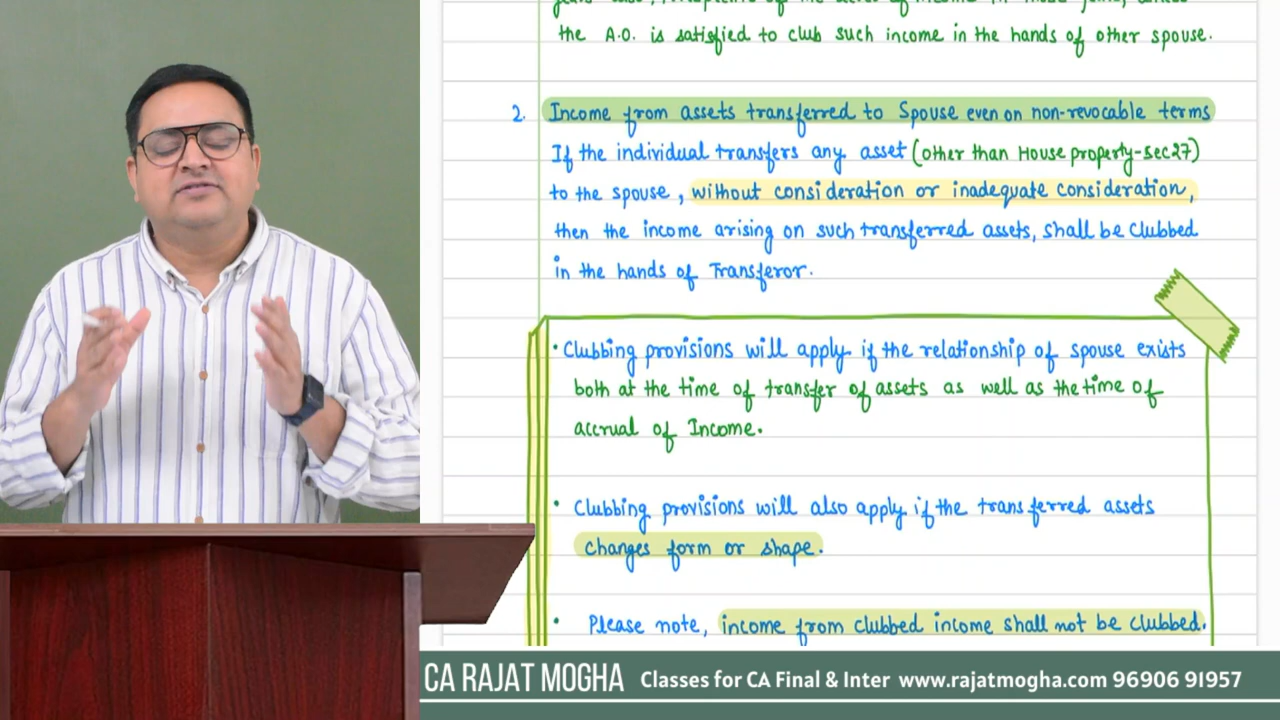 the A.O. is satisfied to club such income in the hands of other spouse.
2. Income from assets transferred to Spouse even on non-revocable terms
If the individual transfers any asset (other than House property-sec27)
to the spouse, without consideration or inadequate consideration,
then the income arising on such transferred assets, shall be Clubbed
in the hands of Transferor.
• Clubbing provisions will apply if the relationship of spouse exists
both at the time of transfer of assets as well as the time of
accrual of Income.
• Clubbing provisions will also apply if the transferred assets
changes form or shape.
• Please note, income from clubbed income shall not be clubbed.
CA RAJAT MOGHA Classes for CA Final & Inter www.rajatmogha.com 96906 91957